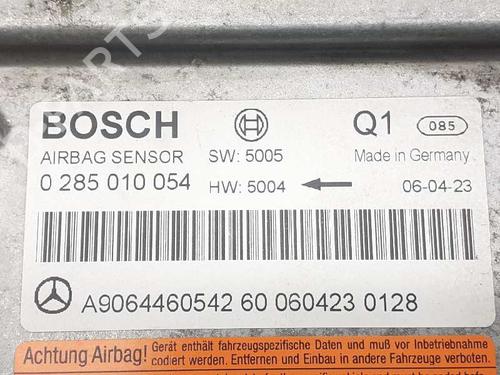 BOSCH Q1 085
AIRBAG SENSOR SW: 5005 Made in Germany
0 285 010 054 HW: 5004 06-04-23
A9064460542 60 060423 0128
Achtung Airbag! Gerät enthält fahrzeugspezifische Daten und muß vor Inbetriebnahme
codiert werden. Entfernen und Einbau in andere Fahrzeuge verboten.